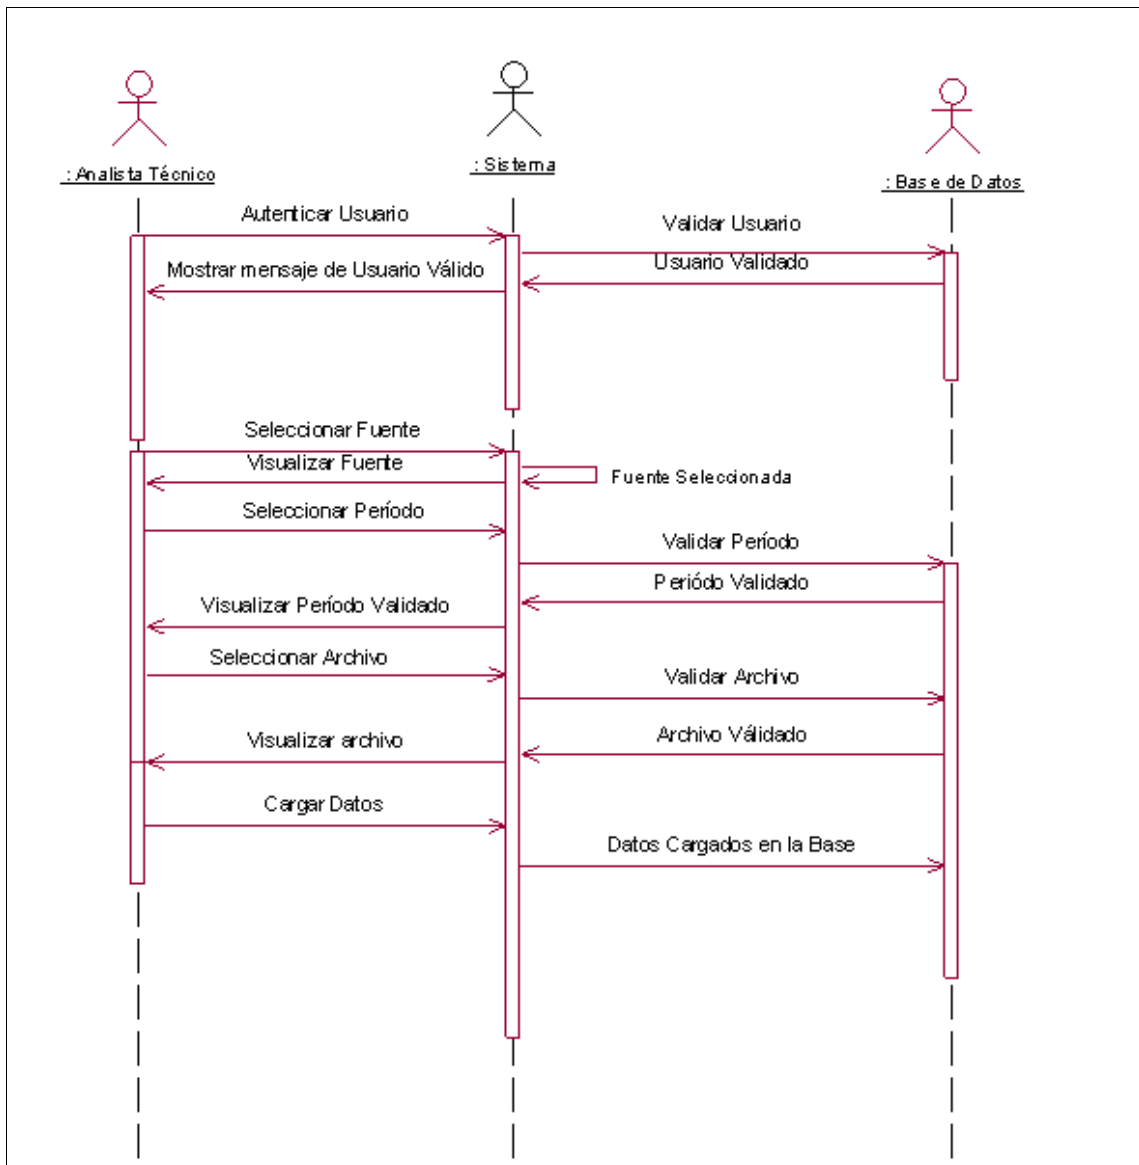 : Analista Técnico
: Sistema
: Base de Datos
Autenticar Usuario
Validar Usuario
Mostrar mensaje de Usuario Válido
Usuario Validado
Seleccionar Fuente
Visualizar Fuente
Fuente Seleccionada
Seleccionar Período
Validar Período
Periódo Validado
Visualizar Período Validado
Seleccionar Archivo
Validar Archivo
Archivo Válidado
Visualizar archivo
Cargar Datos
Datos Cargados en la Base